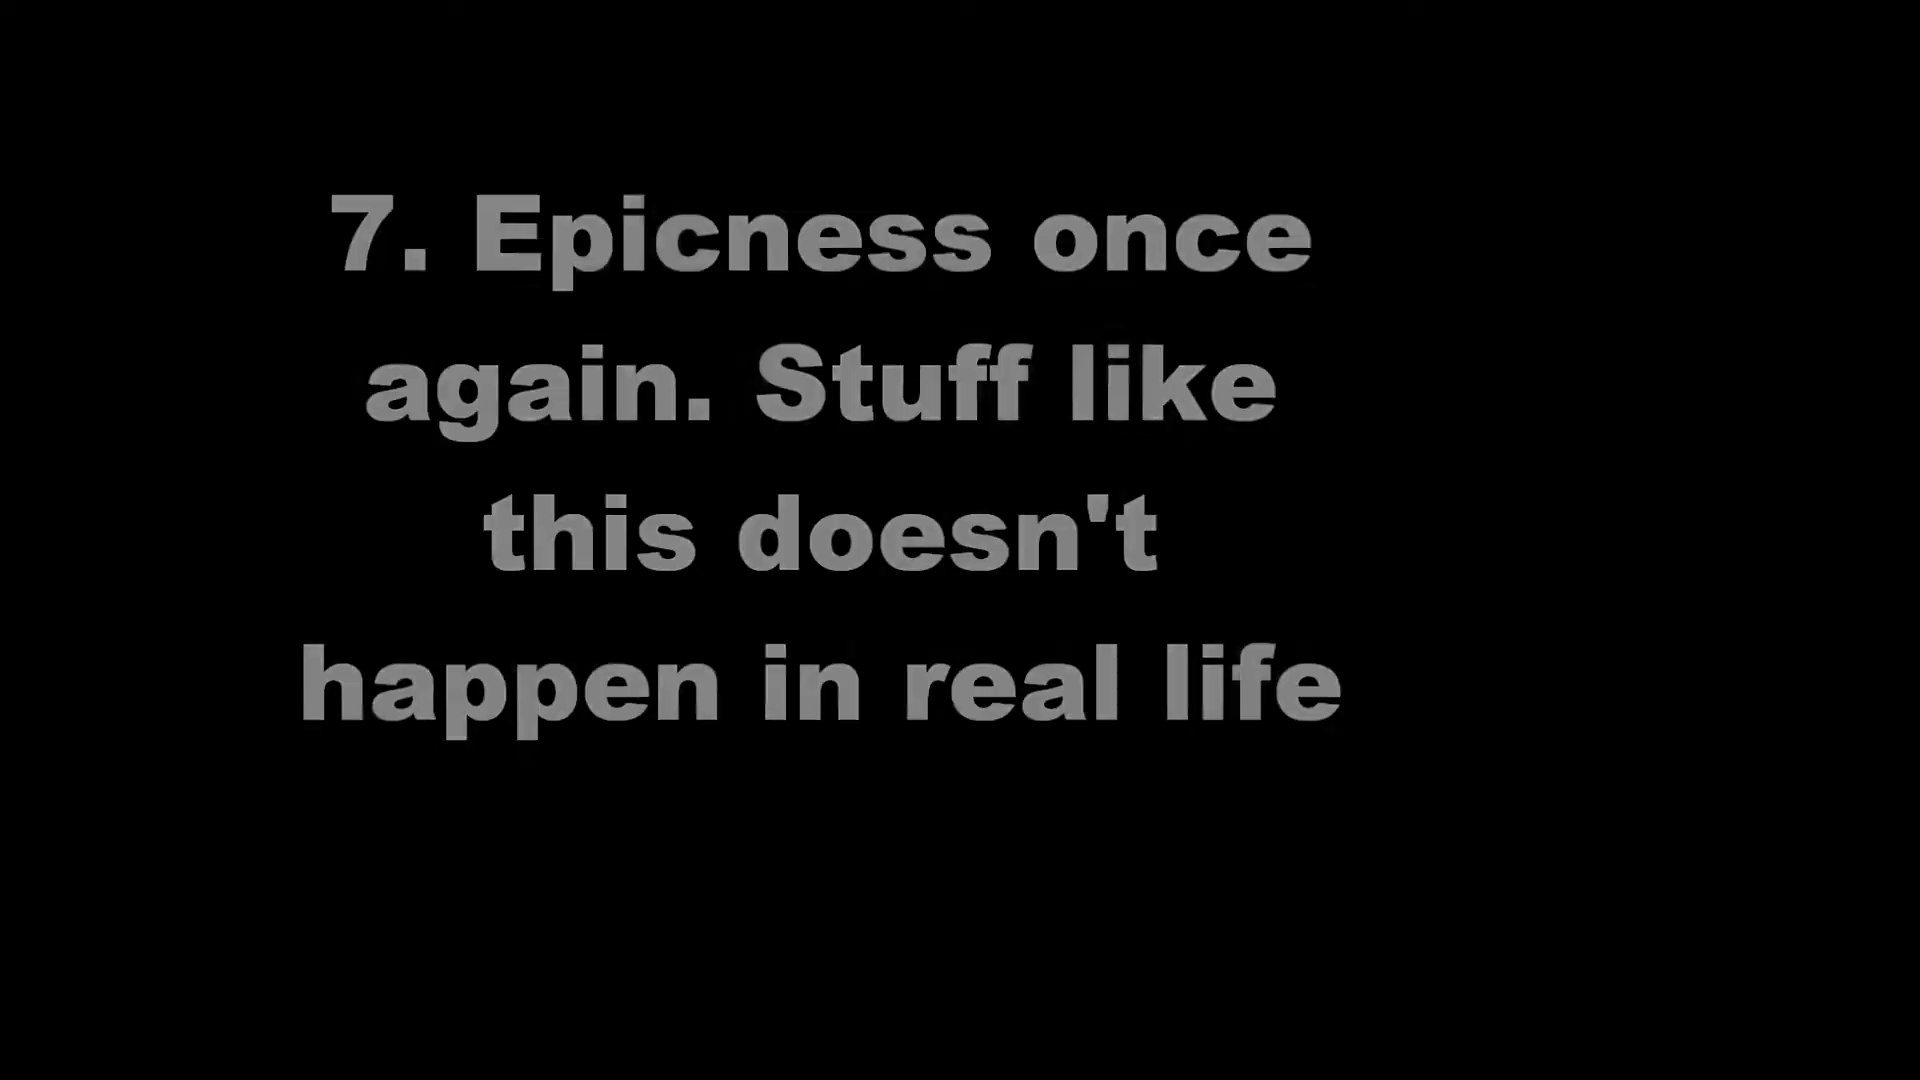 7. Epicness once
again. Stuff like
this doesn't
happen in real life